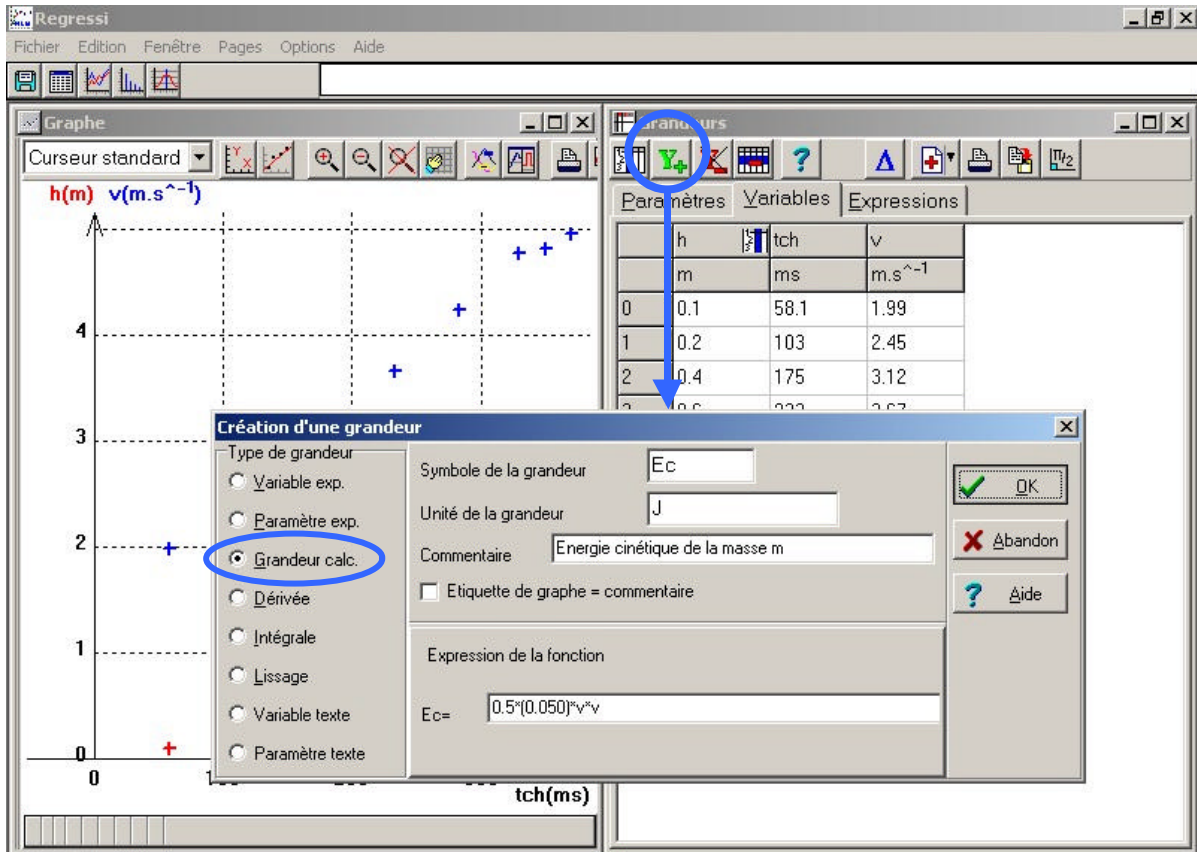 Regressi
Fichier Edition Fenêtre Pages Options Aide
Graphe
Curseur standard
h(m) v(m.s^-1)
4
3
2
1
0
0
tch(ms)
Grandeurs
Paramètres Variables Expressions
h tch v
m ms m.s^-1
0 0.1 58.1 1.99
1 0.2 103 2.45
2 0.4 175 3.12
Création d'une grandeur
Type de grandeur
Variable exp.
Paramètre exp.
Grandeur calc.
Dérivée
Intégrale
Lissage
Variable texte
Paramètre texte
Symbole de la grandeur Ec
Unité de la grandeur J
Commentaire Energie cinétique de la masse m
Etiquette de graphe = commentaire
Expression de la fonction
Ec= 0.5*(0.050)*v*v
OK
Abandon
Aide